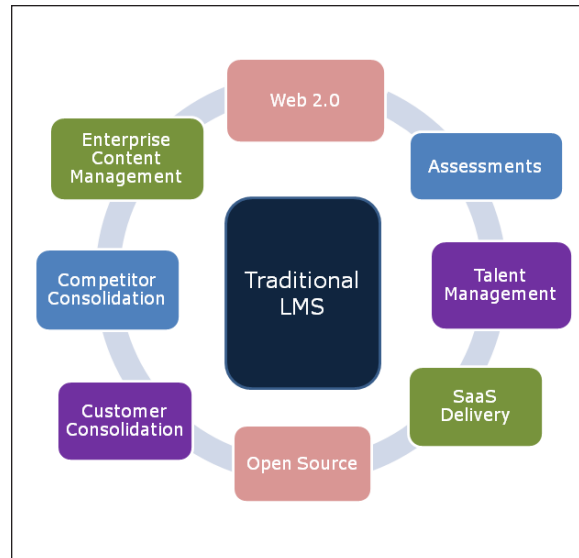 Web 2.0
Assessments
Talent
Management
SaaS
Delivery
Open Source
Customer
Consolidation
Competitor
Consolidation
Enterprise
Content
Management
Traditional
LMS